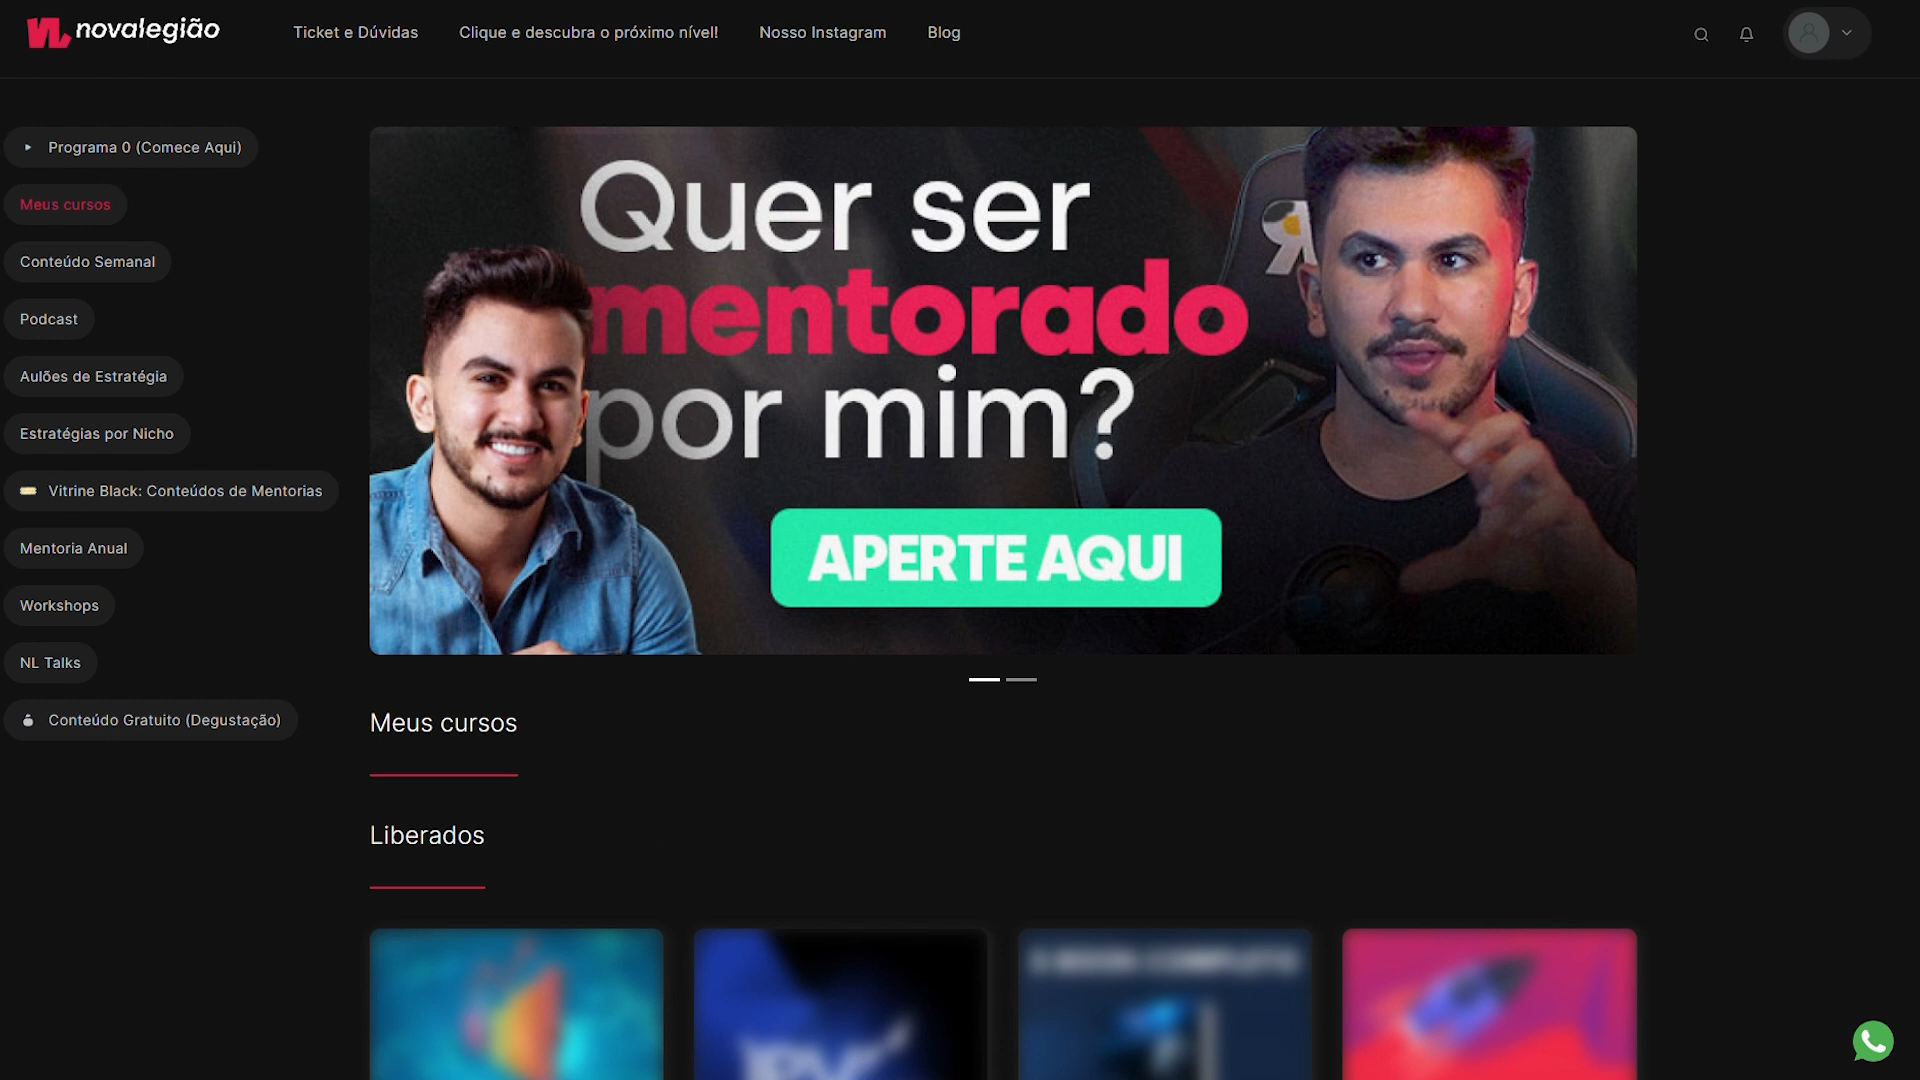 novalegião
Ticket e Dúvidas
Clique e descubra o próximo nível!
Nosso Instagram
Blog
Programa 0 (Comece Aqui)
Meus cursos
Conteúdo Semanal
Podcast
Aulões de Estratégia
Estratégias por Nicho
Vitrine Black: Conteúdos de Mentorias
Mentoria Anual
Workshops
NL Talks
Conteúdo Gratuito (Degustação)
Quer ser
mentorado
por mim?
APERTE AQUI
Meus cursos
Liberados